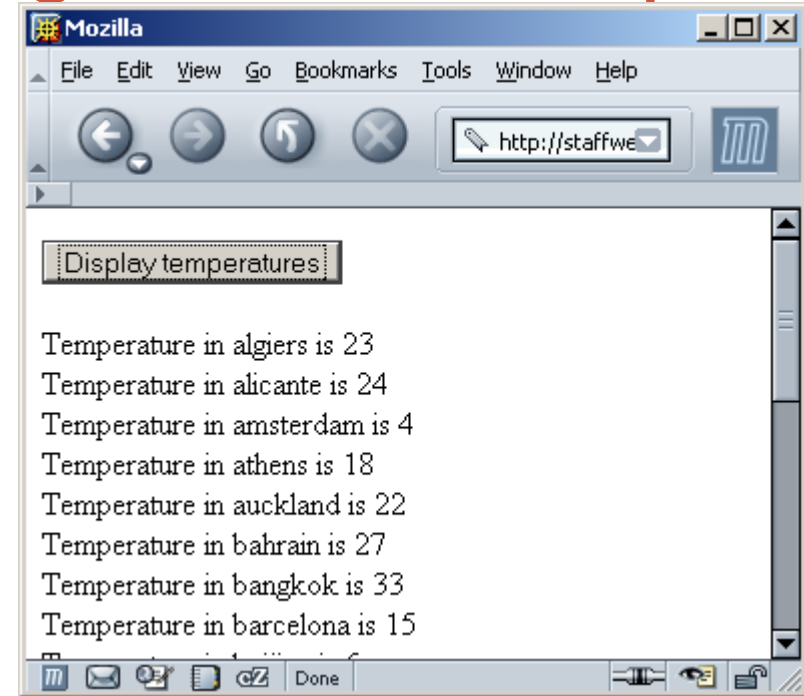 Mozilla
File Edit View Go Bookmarks Tools Window Help
http://staffwe
Display temperatures
Temperature in algiers is 23
Temperature in alicante is 24
Temperature in amsterdam is 4
Temperature in athens is 18
Temperature in auckland is 22
Temperature in bahrain is 27
Temperature in bangkok is 33
Temperature in barcelona is 15
Done